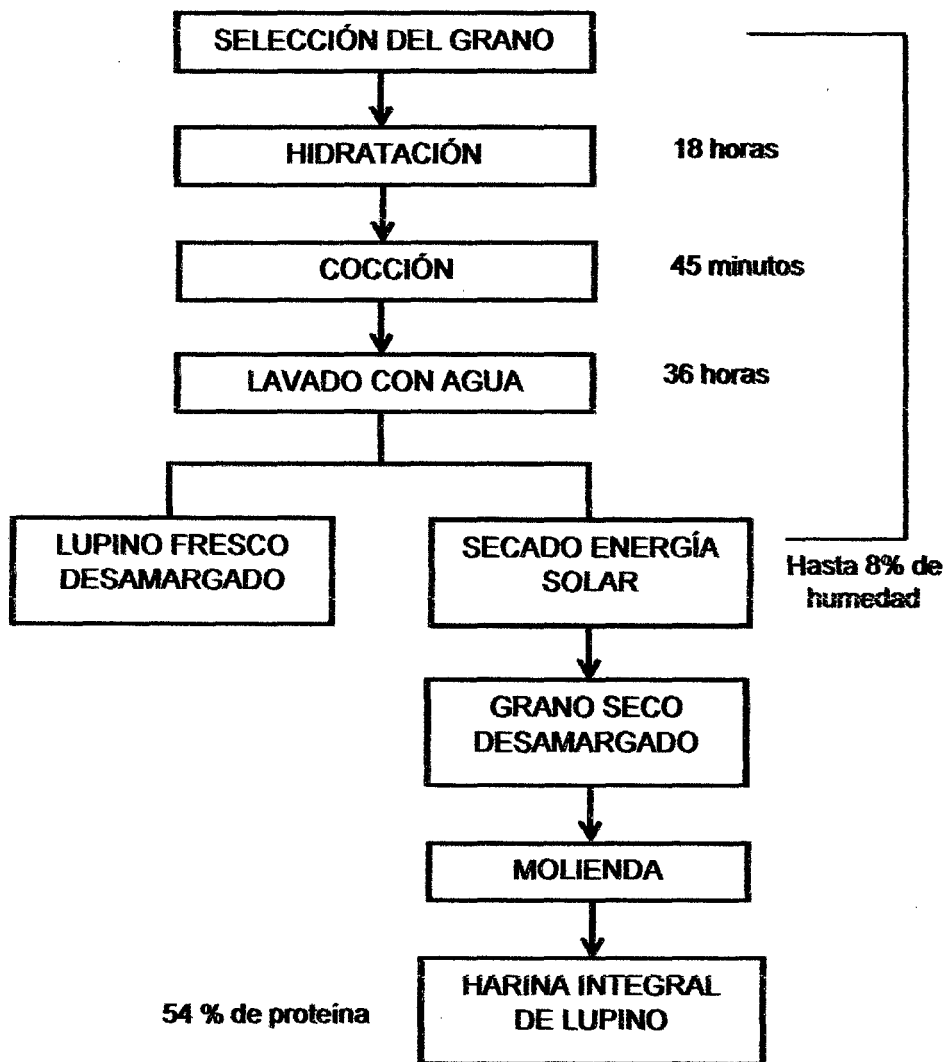 SELECCIÓN DEL GRANO
HIDRATACIÓN
18 horas
COCCIÓN
45 minutos
LAVADO CON AGUA
36 horas
LUPINO FRESCO
DESAMARGADO
SECADO ENERGÍA
SOLAR
Hasta 8% de
humedad
GRANO SECO
DESAMARGADO
MOLIENDA
54 % de proteína
HARINA INTEGRAL
DE LUPINO